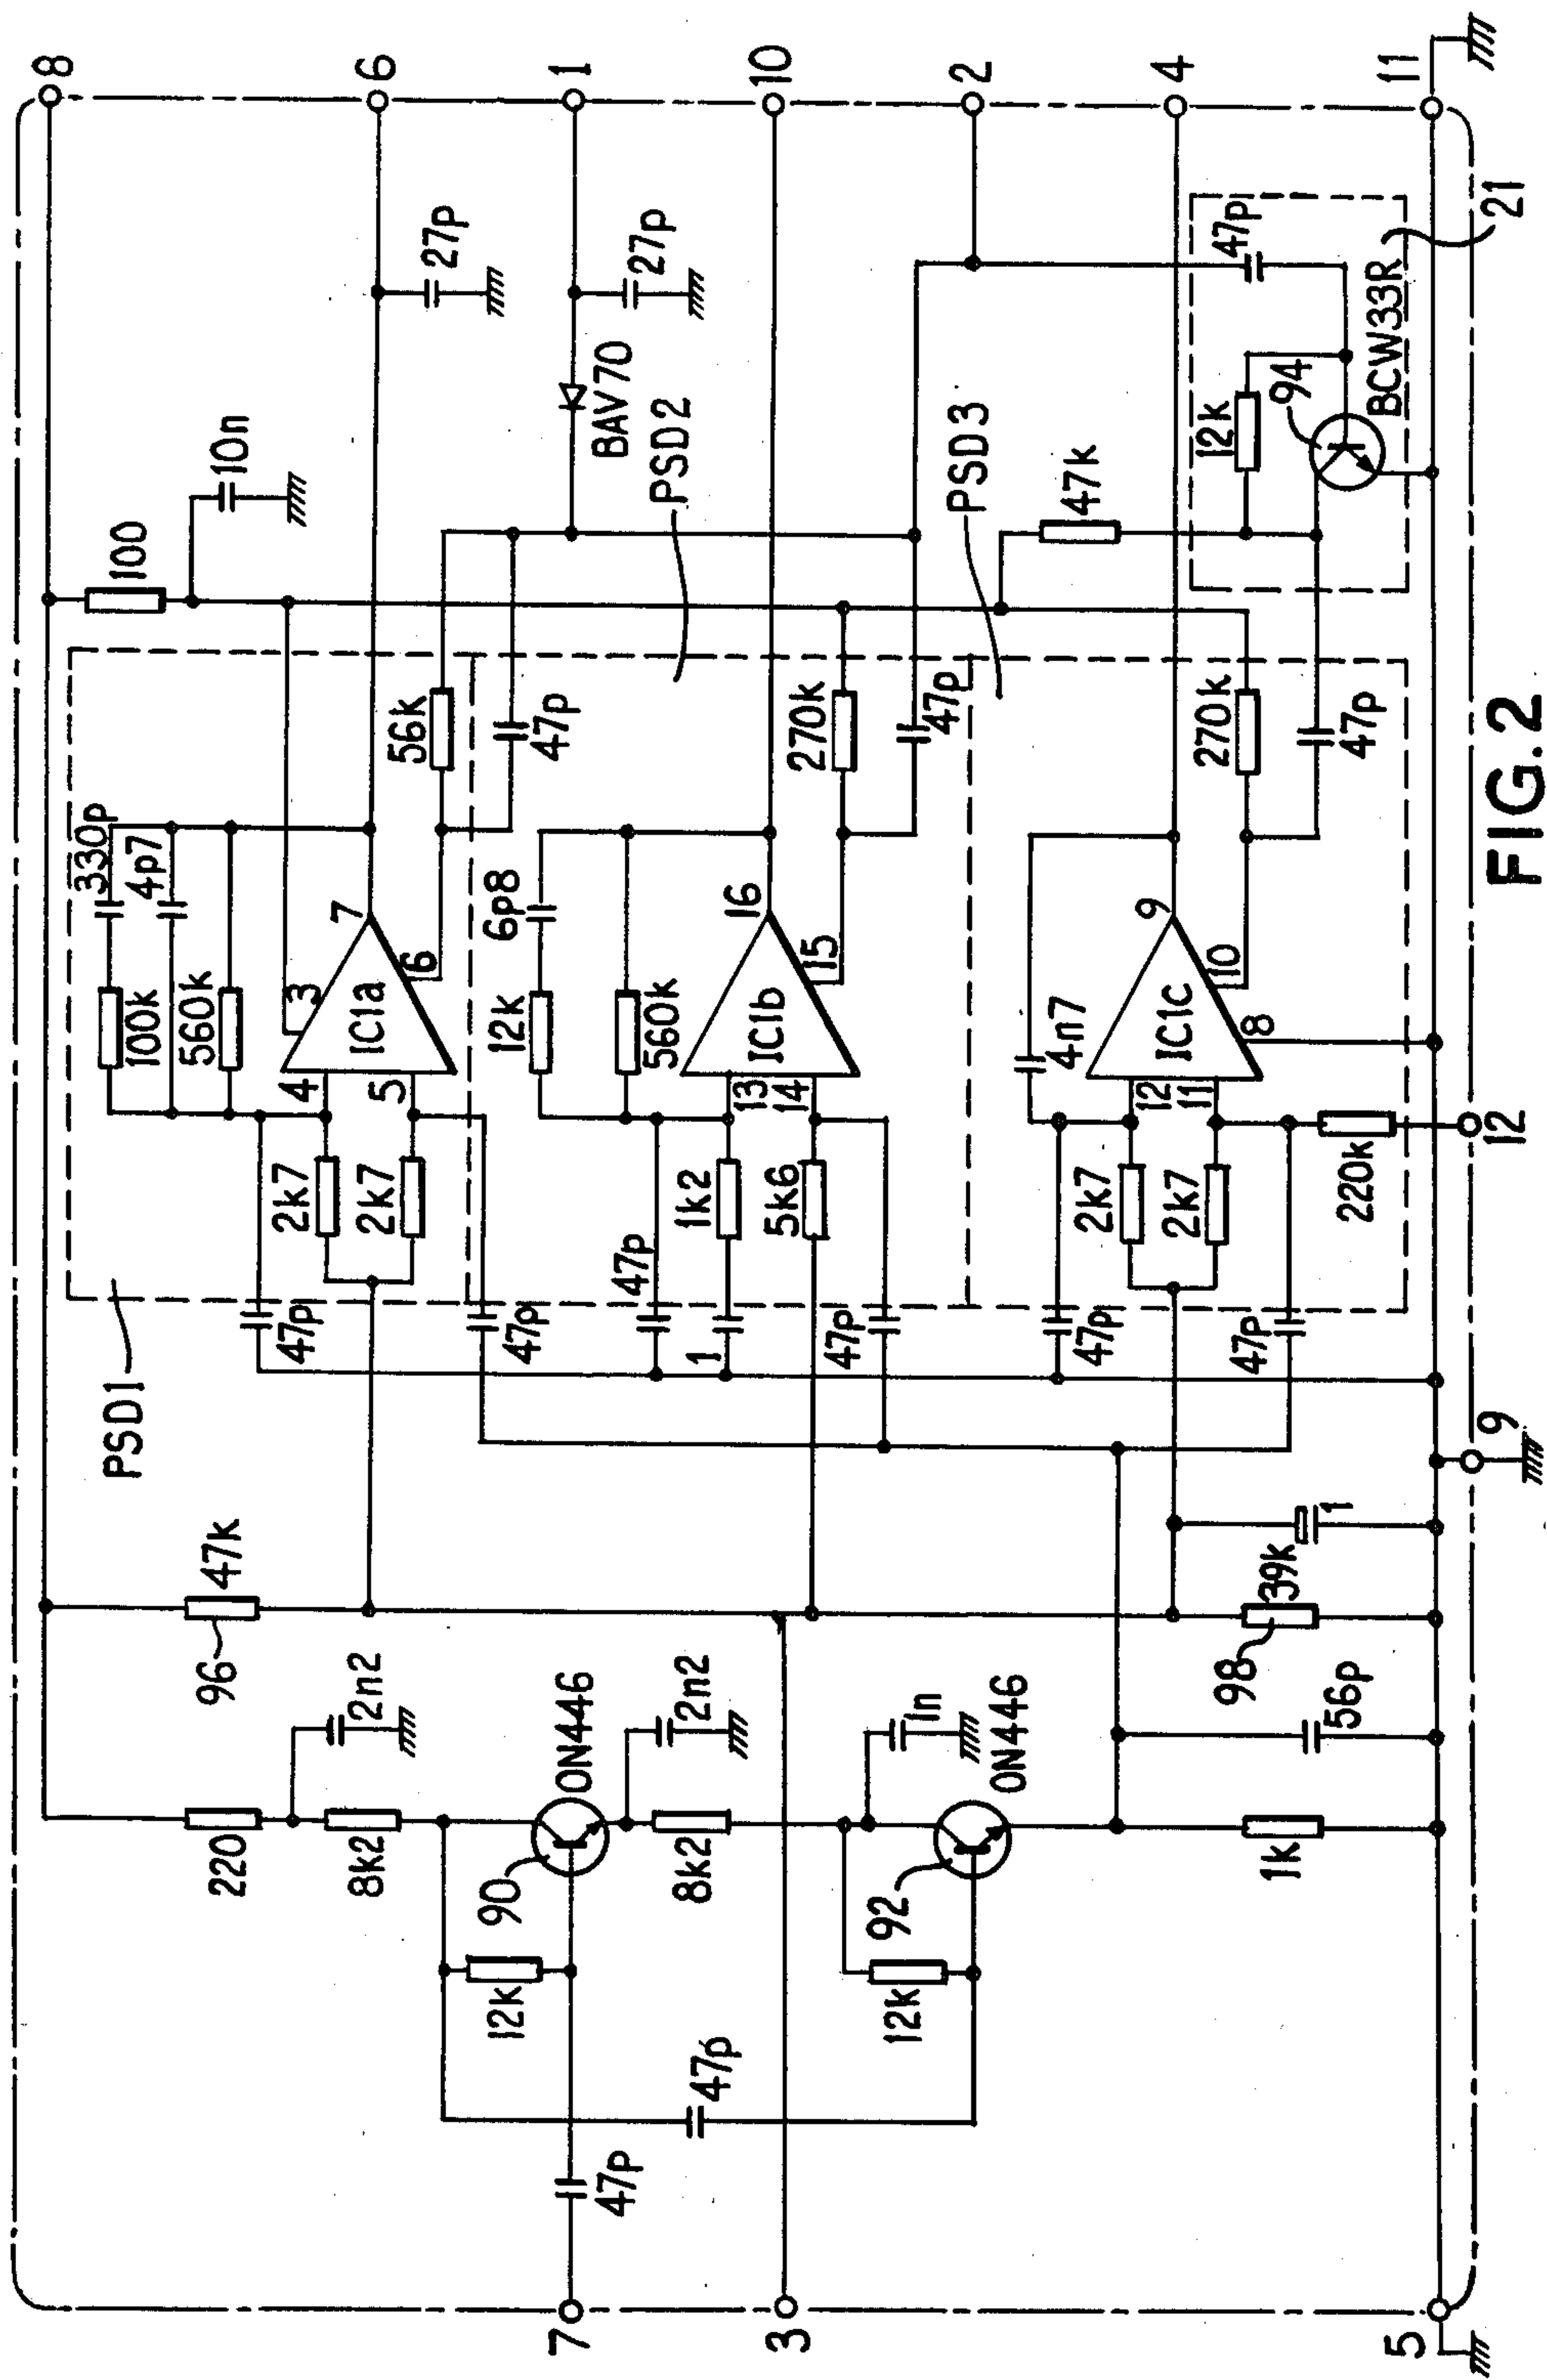 8
6
1
10
2
4
11
100
10n
27p
27p
BAV70
PSD2
PSD3
47k
12k
94
47p
BCW33R
21
330p
4p7
100k
560k
3
7
IC1a
4
5
6
56k
47p
2k7
2k7
PSD1
47p
47p
6p8
12k
560k
16
IC1b
13
14
15
270k
47p
1k2
5k6
47p
1
47p
4n7
9
IC1c
12
11
10
8
270k
47p
2k7
2k7
220k
12
47p
47p
9
47k
96
39k
98
1
56p
220
2n2
8k2
ON446
90
2n2
8k2
1n
ON446
92
1k
12k
12k
47p
47p
7
3
5
FIG.2